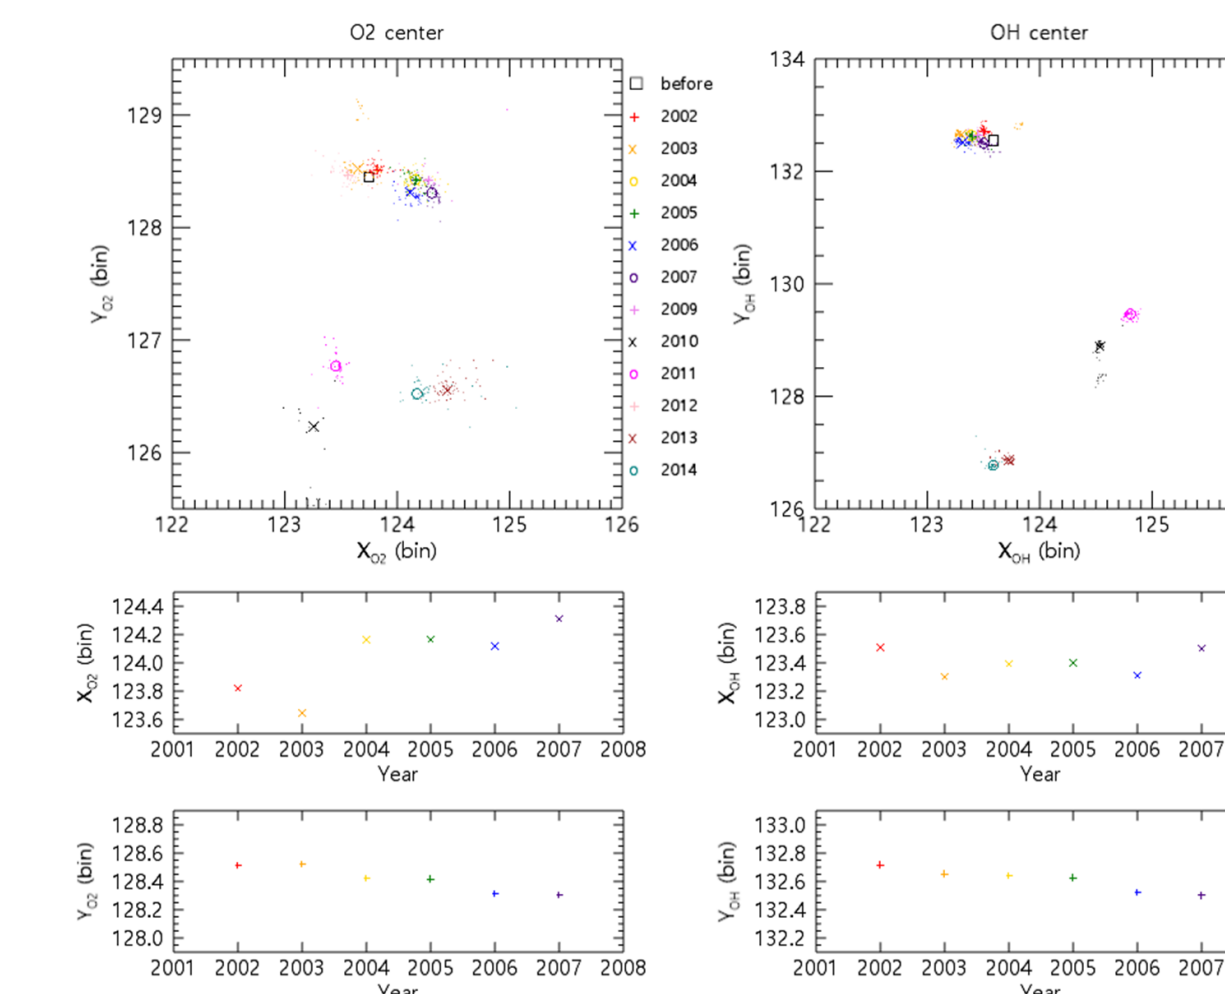 O2 center
129
128
127
126
122 123 124 125 126
Y_O2 (bin)
X_O2 (bin)
before
2002
2003
2004
2005
2006
2007
2009
2010
2011
2012
2013
2014
OH center
134
132
130
128
126
122 123 124 125
Y_OH (bin)
X_OH (bin)
124.4
124.2
124.0
123.8
123.6
X_O2 (bin)
2001 2002 2003 2004 2005 2006 2007 2008
Year
123.8
123.6
123.4
123.2
123.0
X_OH (bin)
2001 2002 2003 2004 2005 2006 2007
Year
128.8
128.6
128.4
128.2
128.0
Y_O2 (bin)
2001 2002 2003 2004 2005 2006 2007 2008
Year
133.0
132.8
132.6
132.4
132.2
Y_OH (bin)
2001 2002 2003 2004 2005 2006 2007
Year